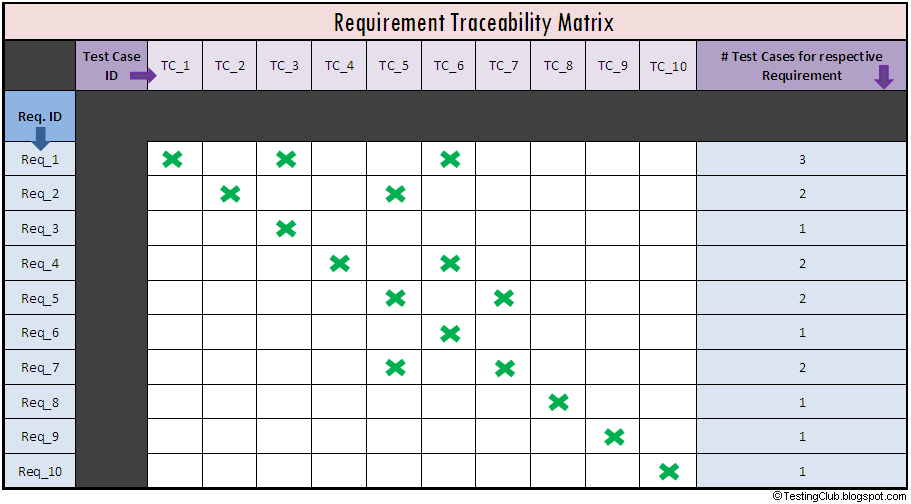 Requirement Traceability Matrix
Test Case ID TC_1 TC_2 TC_3 TC_4 TC_5 TC_6 TC_7 TC_8 TC_9 TC_10 # Test Cases for respective Requirement
Req. ID
Req_1 3
Req_2 2
Req_3 1
Req_4 2
Req_5 2
Req_6 1
Req_7 2
Req_8 1
Req_9 1
Req_10 1
©TestingClub.blogspot.com